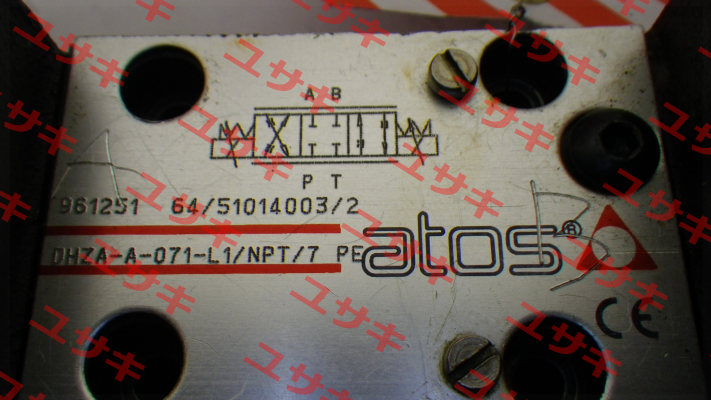 A B
P T
961251 64/51014003/2
DHZA-A-071-L1/NPT/7 PE
atos®
CE
A
B
ユサキ